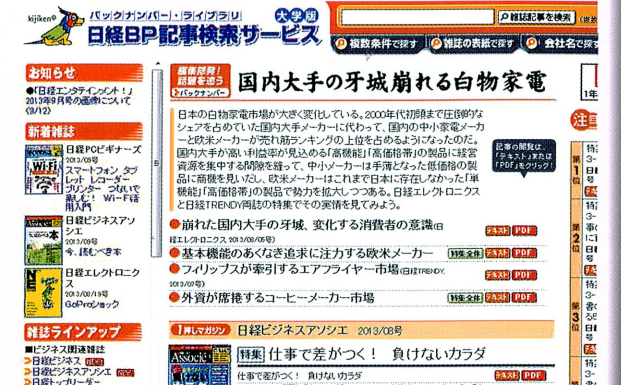 kijiken
バックナンバー・ライブラリ 大学版
日経BP記事検索サービス
雑誌記事を検索
複数条件で探す 雑誌の表紙で探す 会社名で探す
お知らせ
●「日経エンタテインメント!」
2013年9月号の画像について
(8/12)
新着雑誌
日経PCビギナーズ
2013/09号
スマートフォン タブ
レット レコーダー
プリンター つないで
楽しむ! Wi-Fi活
用入門
日経ビジネスアソ
シエ
2013/09号
今、読むべき本
日経エレクトロニク
ス
2013/08/19号
GoProショック
雑誌ラインアップ
■ビジネス関連雑誌
日経ビジネス
日経ビジネスアソシエ
日経トップリーダー
編集部発!
話題を追う
バックナンバー
国内大手の牙城崩れる白物家電
日本の白物家電市場が大きく変化している。2000年代初頭まで圧倒的な
シェアを占めていた国内大手メーカーに代わって、国内の中小家電メーカ
ーと欧米メーカーが売れ筋ランキングの上位を占めるようになったのだ。
国内大手が高い利益率が見込める「高機能」「高価格帯」の製品に経営
資源を集中する間隙を縫って、中小メーカーは手薄となった低価格の製
品に商機を見いだし、欧米メーカーはこれまで日本に存在しなかった「単
機能」「高価格帯」の製品で勢力を拡大しつつある。日経エレクトロニクス
と日経TRENDY両誌の特集でその実情を見てみよう。
記事の閲覧は、
「テキスト」または
「PDF」をクリック!
●崩れた国内大手の牙城、変化する消費者の意識(日
経エレクトロニクス 2013/08/05号) テキスト PDF
●基本機能のあくなき追求に注力する欧米メーカー 特集全体 テキスト PDF
●フィリップスが牽引するエアフライヤー市場(日経TRENDY,
2013/07号) テキスト PDF
●外資が席捲するコーヒーメーカー市場 特集全体 テキスト PDF
1押しマガジン 日経ビジネスアソシエ 2013/08号
Associé
特集 仕事で差がつく! 負けないカラダ
仕事で差がつく! 負けないカラダ テキスト PDF
第1位
第2位
第3位